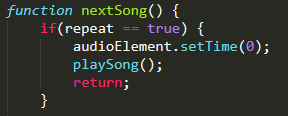 function nextSong() {
    if(repeat == true) {
        audioElement.setTime(0);
        playSong();
        return;
    }